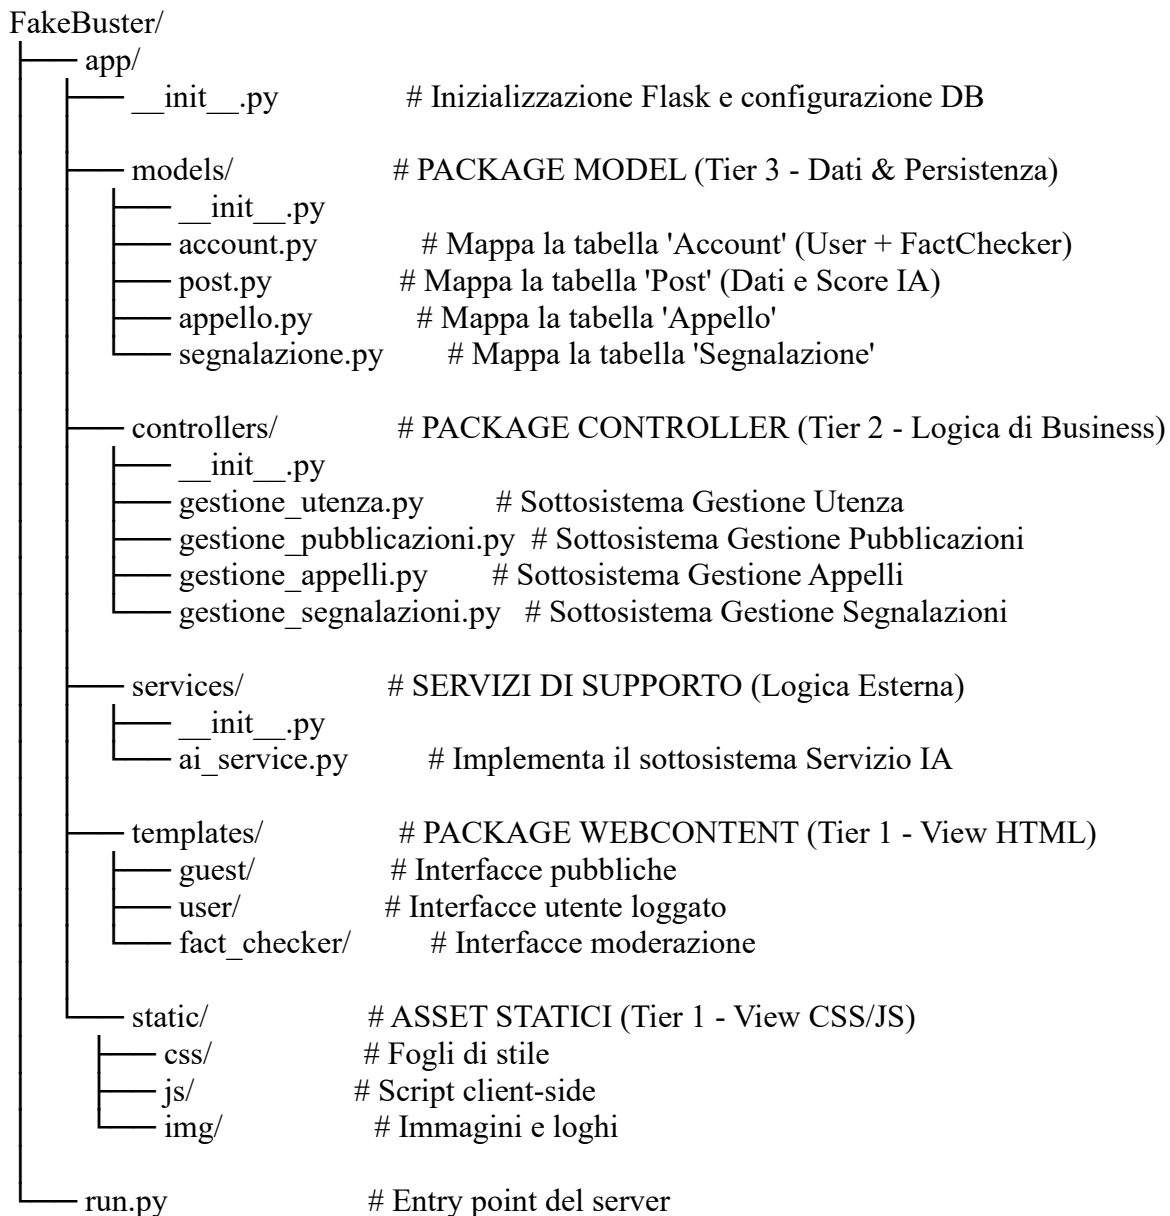 FakeBuster/
├── app/
│   ├── __init__.py # Inizializzazione Flask e configurazione DB
│   ├── models/ # PACKAGE MODEL (Tier 3 - Dati & Persistenza)
│   │   ├── __init__.py
│   │   ├── account.py # Mappa la tabella 'Account' (User + FactChecker)
│   │   ├── post.py # Mappa la tabella 'Post' (Dati e Score IA)
│   │   ├── appello.py # Mappa la tabella 'Appello'
│   │   └── segnalazione.py # Mappa la tabella 'Segnalazione'
│   ├── controllers/ # PACKAGE CONTROLLER (Tier 2 - Logica di Business)
│   │   ├── __init__.py
│   │   ├── gestione_utenza.py # Sottosistema Gestione Utenza
│   │   ├── gestione_pubblicazioni.py # Sottosistema Gestione Pubblicazioni
│   │   ├── gestione_appelli.py # Sottosistema Gestione Appelli
│   │   └── gestione_segnalazioni.py # Sottosistema Gestione Segnalazioni
│   ├── services/ # SERVIZI DI SUPPORTO (Logica Esterna)
│   │   ├── __init__.py
│   │   └── ai_service.py # Implementa il sottosistema Servizio IA
│   ├── templates/ # PACKAGE WEBCONTENT (Tier 1 - View HTML)
│   │   ├── guest/ # Interfacce pubbliche
│   │   ├── user/ # Interfacce utente loggato
│   │   └── fact_checker/ # Interfacce moderazione
│   └── static/ # ASSET STATICI (Tier 1 - View CSS/JS)
│       ├── css/ # Fogli di stile
│       ├── js/ # Script client-side
│       └── img/ # Immagini e loghi
└── run.py # Entry point del server